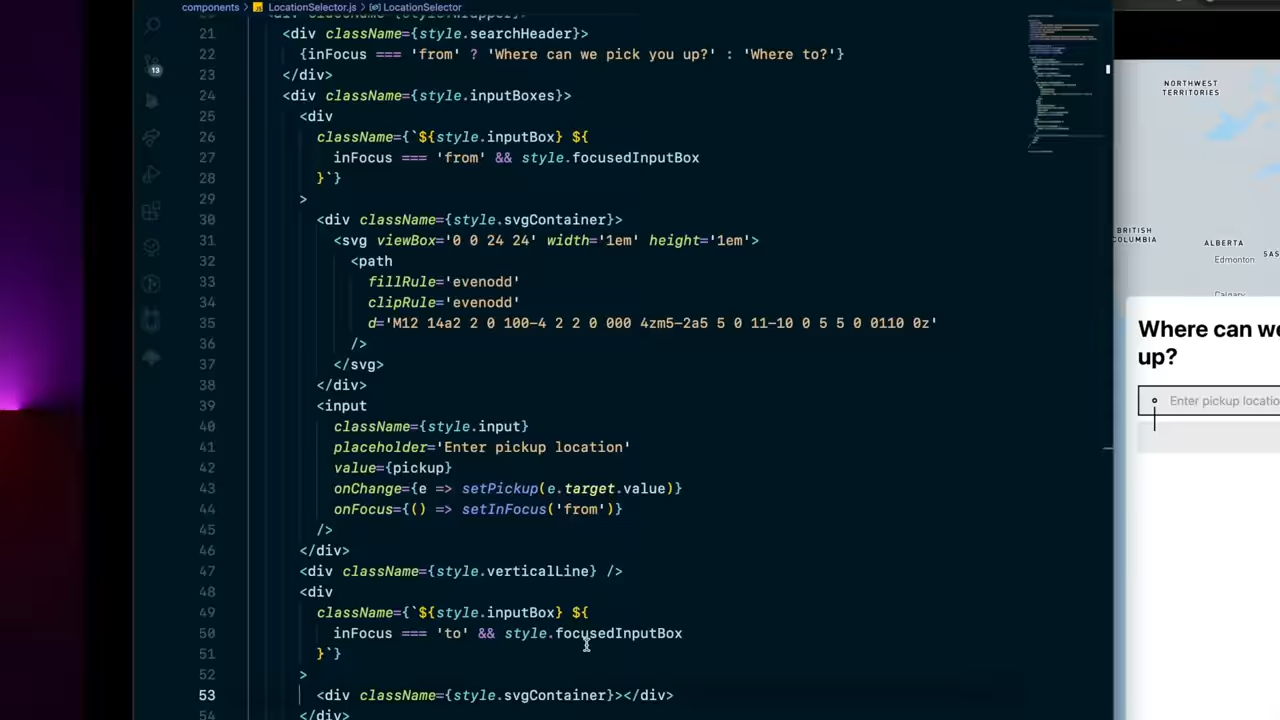 components > LocationSelector.js > LocationSelector
21 <div className={style.searchHeader}>
22 {inFocus === 'from' ? 'Where can we pick you up?' : 'Where to?'}
23 </div>
24 <div className={style.inputBoxes}>
25 <div
26 className={`${style.inputBox} ${
27 inFocus === 'from' && style.focusedInputBox
28 }`}
29 >
30 <div className={style.svgContainer}>
31 <svg viewBox='0 0 24 24' width='1em' height='1em'>
32 <path
33 fillRule='evenodd'
34 clipRule='evenodd'
35 d='M12 14a2 2 0 100-4 2 2 0 000 4zm5-2a5 5 0 11-10 0 5 5 0 0110 0z'
36 />
37 </svg>
38 </div>
39 <input
40 className={style.input}
41 placeholder='Enter pickup location'
42 value={pickup}
43 onChange={e => setPickup(e.target.value)}
44 onFocus={() => setInFocus('from')}
45 />
46 </div>
47 <div className={style.verticalLine} />
48 <div
49 className={`${style.inputBox} ${
50 inFocus === 'to' && style.focusedInputBox
51 }`}
52 >
53 <div className={style.svgContainer}></div>
54 </div>
13
NORTHWEST
TERRITORIES
BRITISH
COLUMBIA
ALBERTA
SAS
Edmonton
Calgary
Where can we
up?
Enter pickup locatio